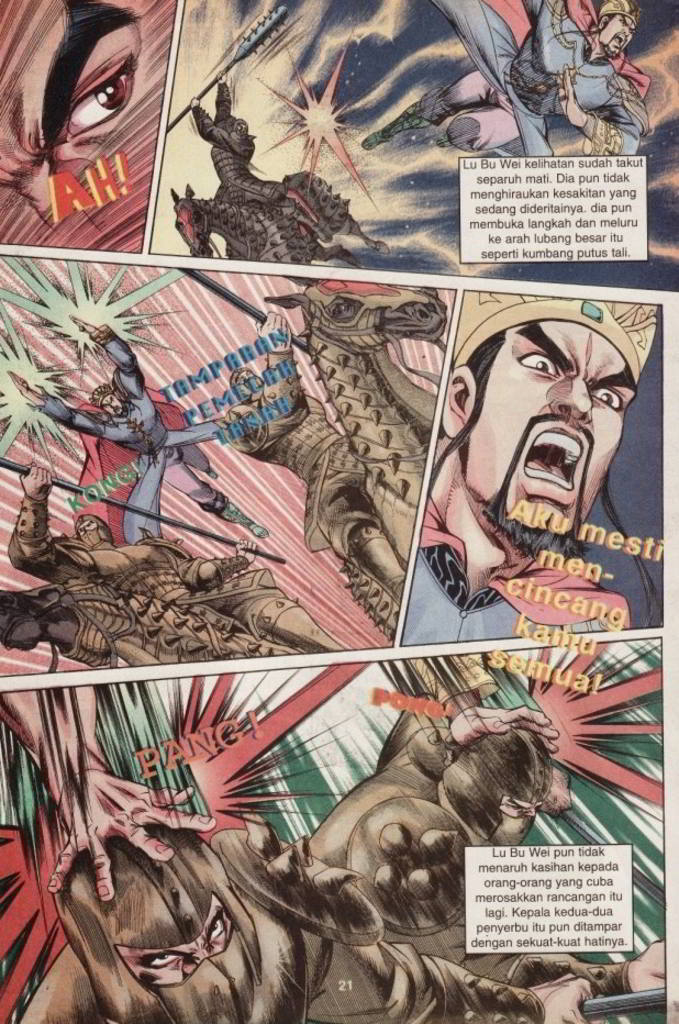 AH!
Lu Bu Wei kelihatan sudah takut
separuh mati. Dia pun tidak
menghiraukan kesakitan yang
sedang dideritainya. dia pun
membuka langkah dan meluru
ke arah lubang besar itu
seperti kumbang putus tali.
TAMPARAN
PEMECAH
KONG!
Aku mesti
men-
cincang
kamu
semua!
PANG!
PONG!
Lu Bu Wei pun tidak
menaruh kasihan kepada
orang-orang yang cuba
merosakkan rancangan itu
lagi. Kepala kedua-dua
penyerbu itu pun ditampar
dengan sekuat-kuat hatinya.
21